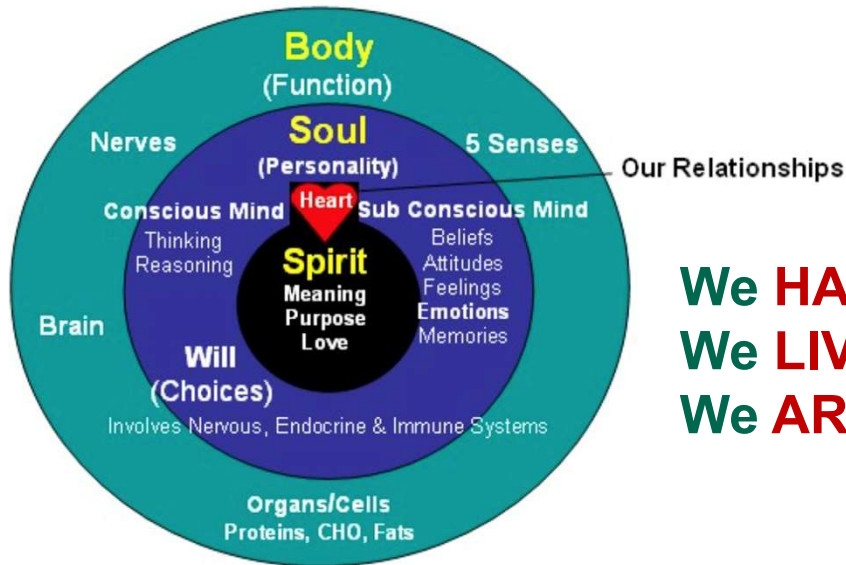 Body
(Function)
Nerves
Soul
5 Senses
(Personality)
Our Relationships
Heart
Conscious Mind
Sub Conscious Mind
Thinking
Reasoning
Beliefs
Attitudes
Feelings
Emotions
Memories
Spirit
Meaning
Purpose
Love
Brain
Will
(Choices)
Involves Nervous, Endocrine & Immune Systems
Organs/Cells
Proteins, CHO, Fats
We HA
We LIV
We AR